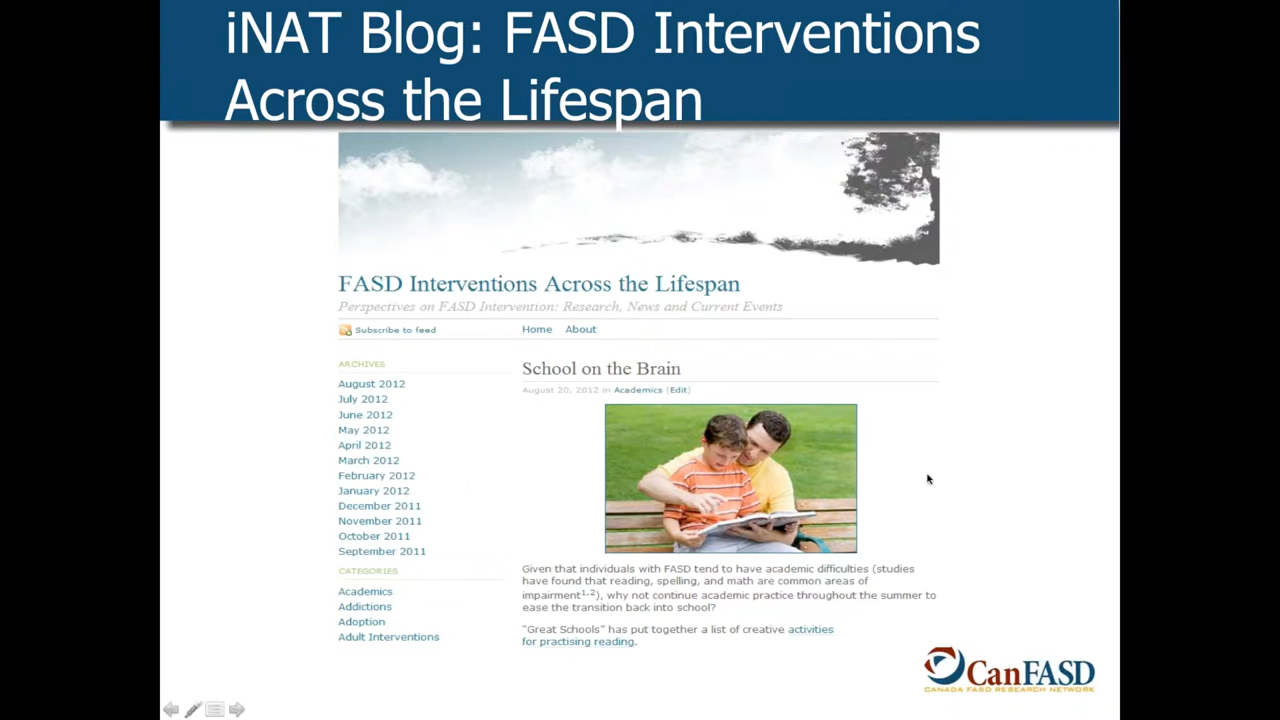 iNAT Blog: FASD Interventions
Across the Lifespan
FASD Interventions Across the Lifespan
Perspectives on FASD Intervention: Research, News and Current Events
Subscribe to feed
Home About
ARCHIVES
August 2012
July 2012
June 2012
May 2012
April 2012
March 2012
February 2012
January 2012
December 2011
November 2011
October 2011
September 2011
CATEGORIES
Academics
Addictions
Adoption
Adult Interventions
School on the Brain
August 20, 2012 in Academics (Edit)
Given that individuals with FASD tend to have academic difficulties (studies
have found that reading, spelling, and math are common areas of
impairment1,2), why not continue academic practice throughout the summer to
ease the transition back into school?
"Great Schools" has put together a list of creative activities
for practising reading.
CanFASD
CANADA FASD RESEARCH NETWORK